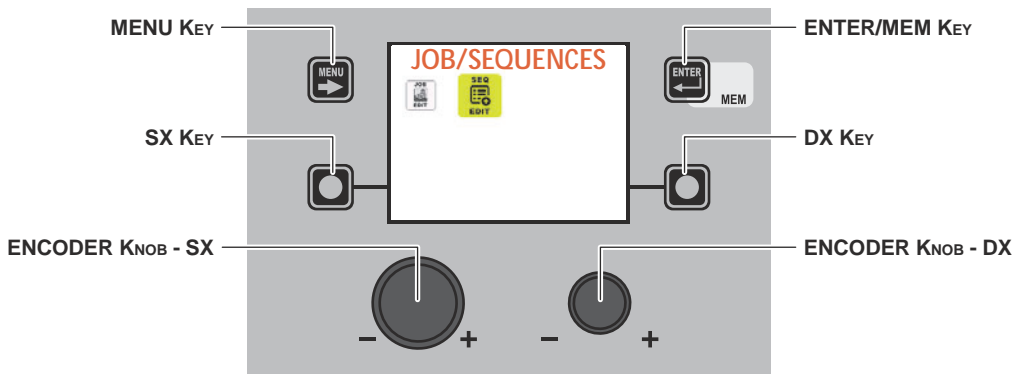 MENU KEY
ENTER/MEM KEY
MENU
JOB/SEQUENCES
JOB
EDIT
SEQ
EDIT
ENTER
MEM
SX KEY
DX KEY
ENCODER KNOB - SX
ENCODER KNOB - DX
– +
– +